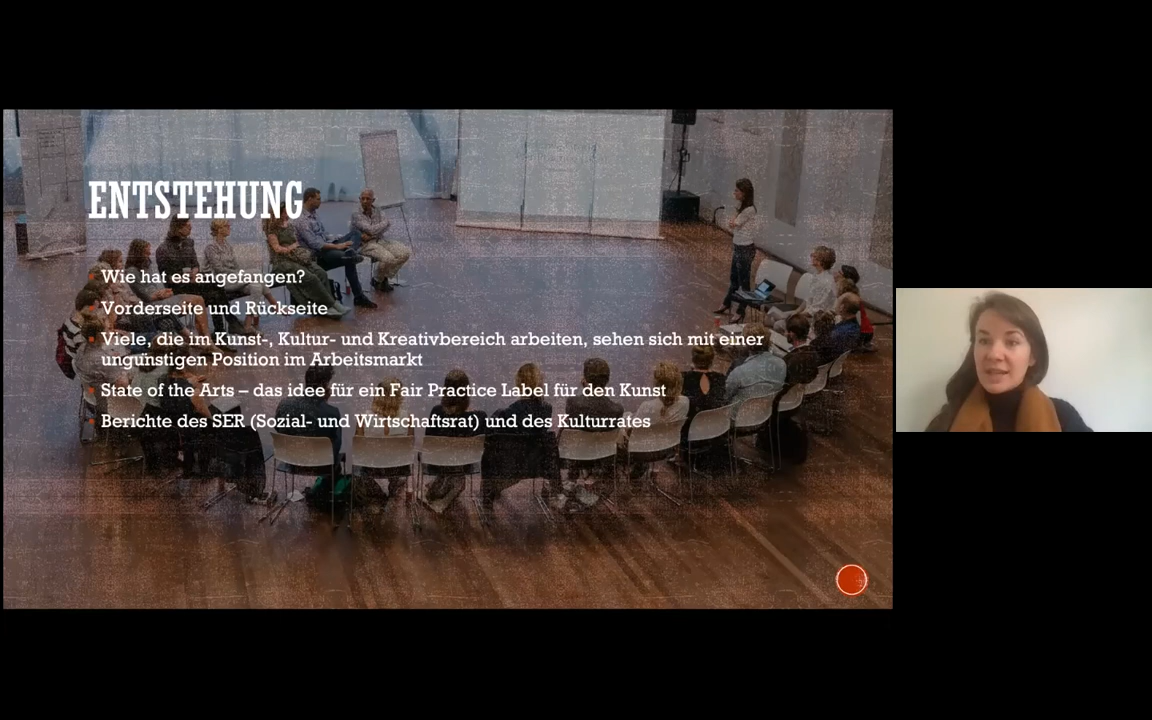 ENTSTEHUNG
Wie hat es angefangen?
Vorderseite und Rückseite
Viele, die im Kunst-, Kultur- und Kreativbereich arbeiten, sehen sich mit einer
ungünstigen Position im Arbeitsmarkt
State of the Arts – das idee für ein Fair Practice Label für den Kunst
Berichte des SER (Sozial- und Wirtschaftsrat) und des Kulturrates